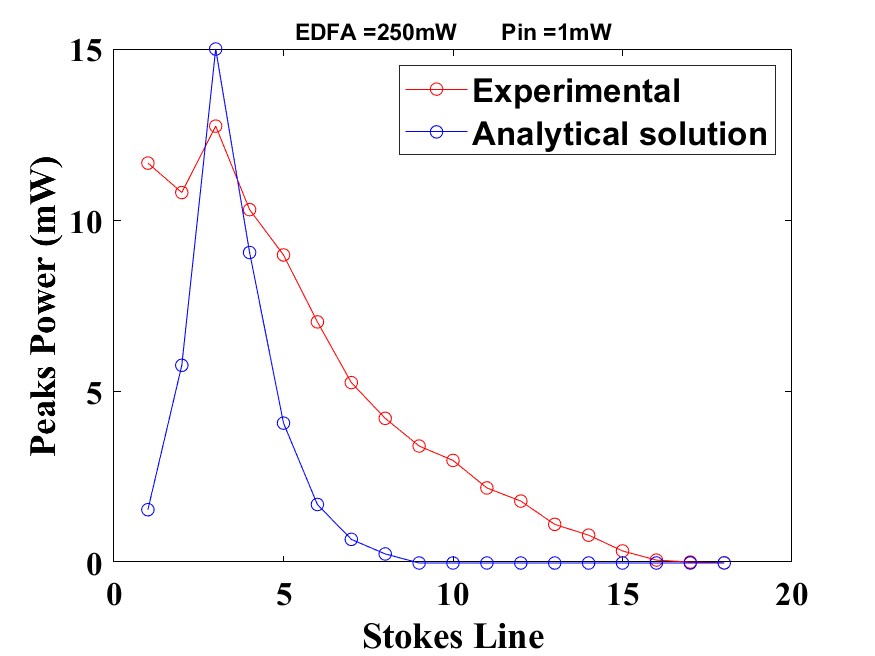 EDFA =250mW Pin =1mW
Experimental
Analytical solution
Peaks Power (mW)
15
10
5
0
0 5 10 15 20
Stokes Line